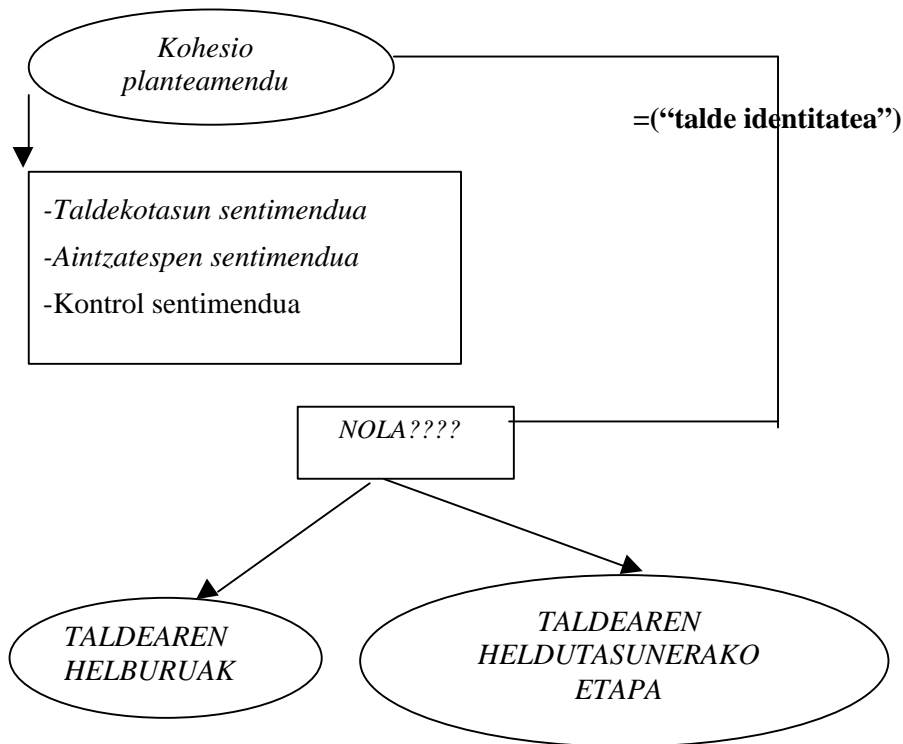 Kohesio
planteamendu
=(“talde identitatea”)
-Taldekotasun sentimendua
-Aintzatespen sentimendua
-Kontrol sentimendua
NOLA????
TALDEAREN
HELBURUAK
TALDEAREN
HELDUTASUNERAKO
ETAPA